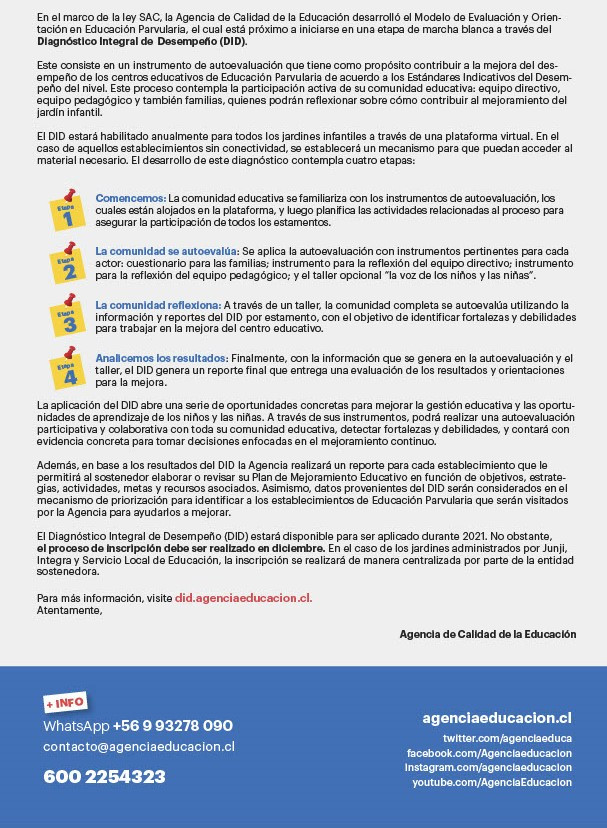 En el marco de la ley SAC, la Agencia de Calidad de la Educación desarrolló el Modelo de Evaluación y Orien-
tación en Educación Parvularia, el cual está próximo a iniciarse en una etapa de marcha blanca a través del
Diagnóstico Integral de Desempeño (DID).
Este consiste en un instrumento de autoevaluación que tiene como propósito contribuir a la mejora del des-
empeño de los centros educativos de Educación Parvularia de acuerdo a los Estándares Indicativos del Desem-
peño del nivel. Este proceso contempla la participación activa de su comunidad educativa: equipo directivo,
equipo pedagógico y también familias, quienes podrán reflexionar sobre cómo contribuir al mejoramiento del
jardín infantil.
El DID estará habilitado anualmente para todos los jardines infantiles a través de una plataforma virtual. En el
caso de aquellos establecimientos sin conectividad, se establecerá un mecanismo para que puedan acceder al
material necesario. El desarrollo de este diagnóstico contempla cuatro etapas:
Etapa 1
Comencemos: La comunidad educativa se familiariza con los instrumentos de autoevaluación, los
cuales están alojados en la plataforma, y luego planifica las actividades relacionadas al proceso para
asegurar la participación de todos los estamentos.
Etapa 2
La comunidad se autoevalúa: Se aplica la autoevaluación con instrumentos pertinentes para cada
actor: cuestionario para las familias; instrumento para la reflexión del equipo directivo; instrumento
para la reflexión del equipo pedagógico; y el taller opcional “la voz de los niños y las niñas”.
Etapa 3
La comunidad reflexiona: A través de un taller, la comunidad completa se autoevalúa utilizando la
información y reportes del DID por estamento, con el objetivo de identificar fortalezas y debilidades
para trabajar en la mejora del centro educativo.
Etapa 4
Analicemos los resultados: Finalmente, con la información que se genera en la autoevaluación y el
taller, el DID genera un reporte final que entrega una evaluación de los resultados y orientaciones
para la mejora.
La aplicación del DID abre una serie de oportunidades concretas para mejorar la gestión educativa y las oportu-
nidades de aprendizaje de los niños y las niñas. A través de sus instrumentos, podrá realizar una autoevaluación
participativa y colaborativa con toda su comunidad educativa, detectar fortalezas y debilidades, y contará con
evidencia concreta para tomar decisiones enfocadas en el mejoramiento continuo.
Además, en base a los resultados del DID la Agencia realizará un reporte para cada establecimiento que le
permitirá al sostenedor elaborar o revisar su Plan de Mejoramiento Educativo en función de objetivos, estrate-
gias, actividades, metas y recursos asociados. Asimismo, datos provenientes del DID serán considerados en el
mecanismo de priorización para identificar a los establecimientos de Educación Parvularia que serán visitados
por la Agencia para ayudarlos a mejorar.
El Diagnóstico Integral de Desempeño (DID) estará disponible para ser aplicado durante 2021. No obstante,
el proceso de inscripción debe ser realizado en diciembre. En el caso de los jardines administrados por Junji,
Integra y Servicio Local de Educación, la inscripción se realizará de manera centralizada por parte de la entidad
sostenedora.
Para más información, visite did.agenciaeducacion.cl.
Atentamente,
Agencia de Calidad de la Educación
+ INFO
WhatsApp +56 9 93278 090
contacto@agenciaeducacion.cl
600 2254323
agenciaeducacion.cl
twitter.com/agenciaeduca
facebook.com/Agenciaeducacion
Instagram.com/agenciaeducacion
youtube.com/AgenciaEducacion